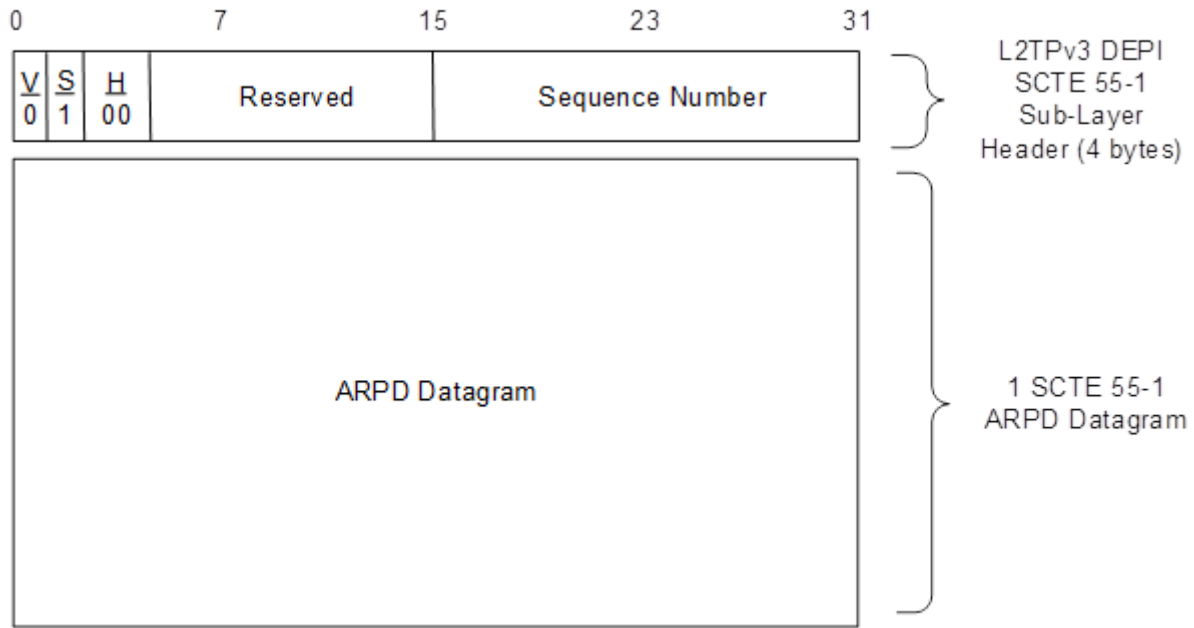 0 7 15 23 31
V S H
0 1 00
Reserved
Sequence Number
L2TPv3 DEPI
SCTE 55-1
Sub-Layer
Header (4 bytes)
ARPD Datagram
1 SCTE 55-1
ARPD Datagram